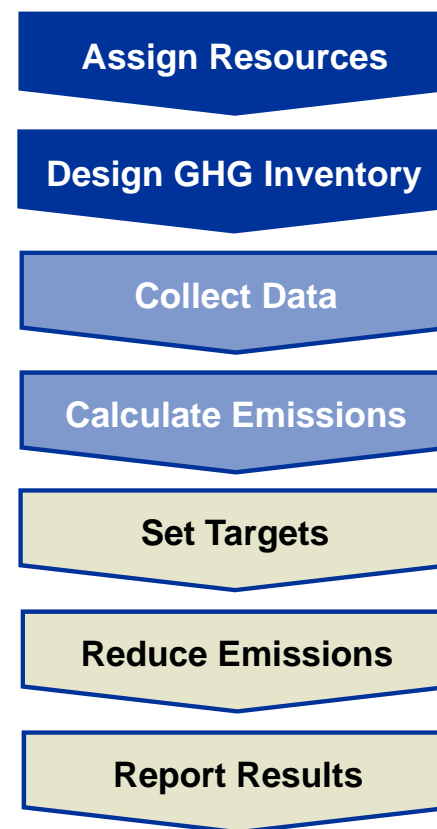 Assign Resources
Design GHG Inventory
Collect Data
Calculate Emissions
Set Targets
Reduce Emissions
Report Results